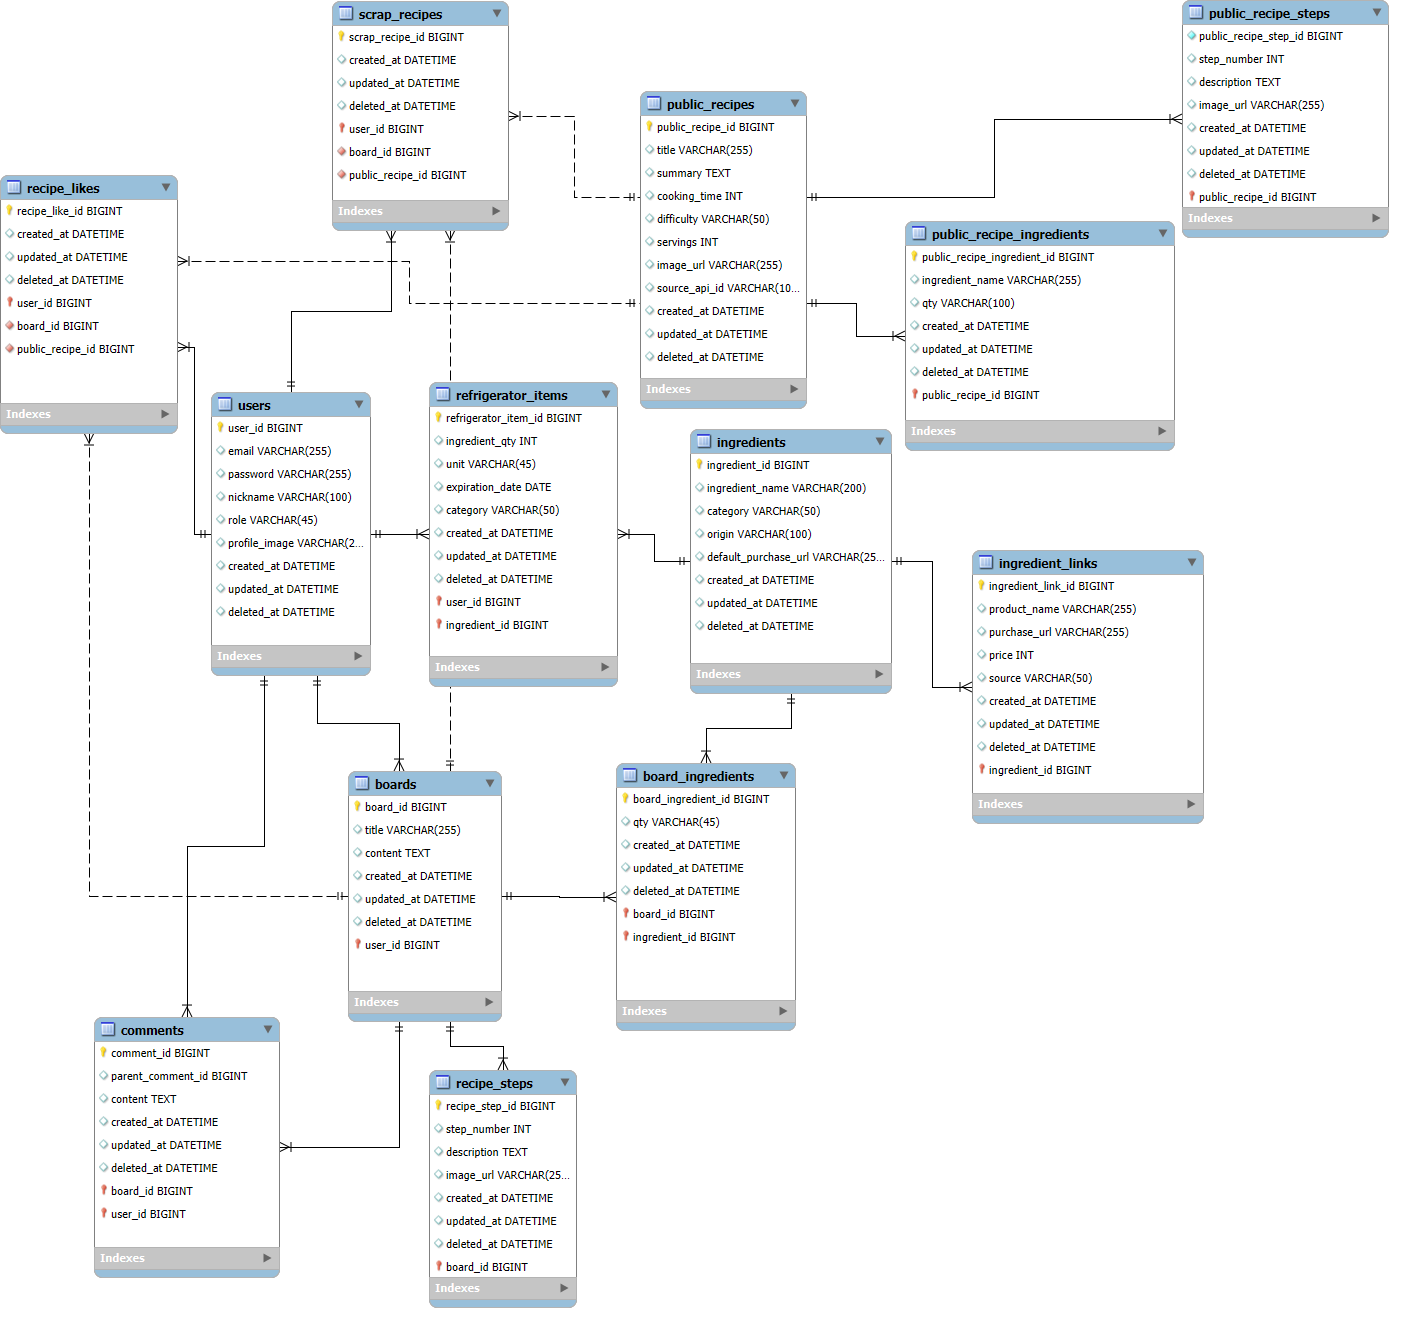 scrap_recipes
scrap_recipe_id BIGINT
created_at DATETIME
updated_at DATETIME
deleted_at DATETIME
user_id BIGINT
board_id BIGINT
public_recipe_id BIGINT
Indexes
public_recipe_steps
public_recipe_step_id BIGINT
step_number INT
description TEXT
image_url VARCHAR(255)
created_at DATETIME
updated_at DATETIME
deleted_at DATETIME
public_recipe_id BIGINT
Indexes
public_recipes
public_recipe_id BIGINT
title VARCHAR(255)
summary TEXT
cooking_time INT
difficulty VARCHAR(50)
servings INT
image_url VARCHAR(255)
source_api_id VARCHAR(10...
created_at DATETIME
updated_at DATETIME
deleted_at DATETIME
Indexes
recipe_likes
recipe_like_id BIGINT
created_at DATETIME
updated_at DATETIME
deleted_at DATETIME
user_id BIGINT
board_id BIGINT
public_recipe_id BIGINT
Indexes
public_recipe_ingredients
public_recipe_ingredient_id BIGINT
ingredient_name VARCHAR(255)
qty VARCHAR(100)
created_at DATETIME
updated_at DATETIME
deleted_at DATETIME
public_recipe_id BIGINT
Indexes
users
user_id BIGINT
email VARCHAR(255)
password VARCHAR(255)
nickname VARCHAR(100)
role VARCHAR(45)
profile_image VARCHAR(2...
created_at DATETIME
updated_at DATETIME
deleted_at DATETIME
Indexes
refrigerator_items
refrigerator_item_id BIGINT
ingredient_qty INT
unit VARCHAR(45)
expiration_date DATE
category VARCHAR(50)
created_at DATETIME
updated_at DATETIME
deleted_at DATETIME
user_id BIGINT
ingredient_id BIGINT
Indexes
ingredients
ingredient_id BIGINT
ingredient_name VARCHAR(200)
category VARCHAR(50)
origin VARCHAR(100)
default_purchase_url VARCHAR(25...
created_at DATETIME
updated_at DATETIME
deleted_at DATETIME
Indexes
ingredient_links
ingredient_link_id BIGINT
product_name VARCHAR(255)
purchase_url VARCHAR(255)
price INT
source VARCHAR(50)
created_at DATETIME
updated_at DATETIME
deleted_at DATETIME
ingredient_id BIGINT
Indexes
boards
board_id BIGINT
title VARCHAR(255)
content TEXT
created_at DATETIME
updated_at DATETIME
deleted_at DATETIME
user_id BIGINT
Indexes
board_ingredients
board_ingredient_id BIGINT
qty VARCHAR(45)
created_at DATETIME
updated_at DATETIME
deleted_at DATETIME
board_id BIGINT
ingredient_id BIGINT
Indexes
comments
comment_id BIGINT
parent_comment_id BIGINT
content TEXT
created_at DATETIME
updated_at DATETIME
deleted_at DATETIME
board_id BIGINT
user_id BIGINT
Indexes
recipe_steps
recipe_step_id BIGINT
step_number INT
description TEXT
image_url VARCHAR(25...
created_at DATETIME
updated_at DATETIME
deleted_at DATETIME
board_id BIGINT
Indexes